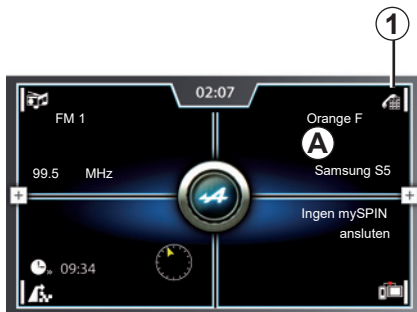 1
02:07
FM 1
Orange F
A
99.5 MHz
Samsung S5
+
+
Ingen mySPIN
ansluten
09:34